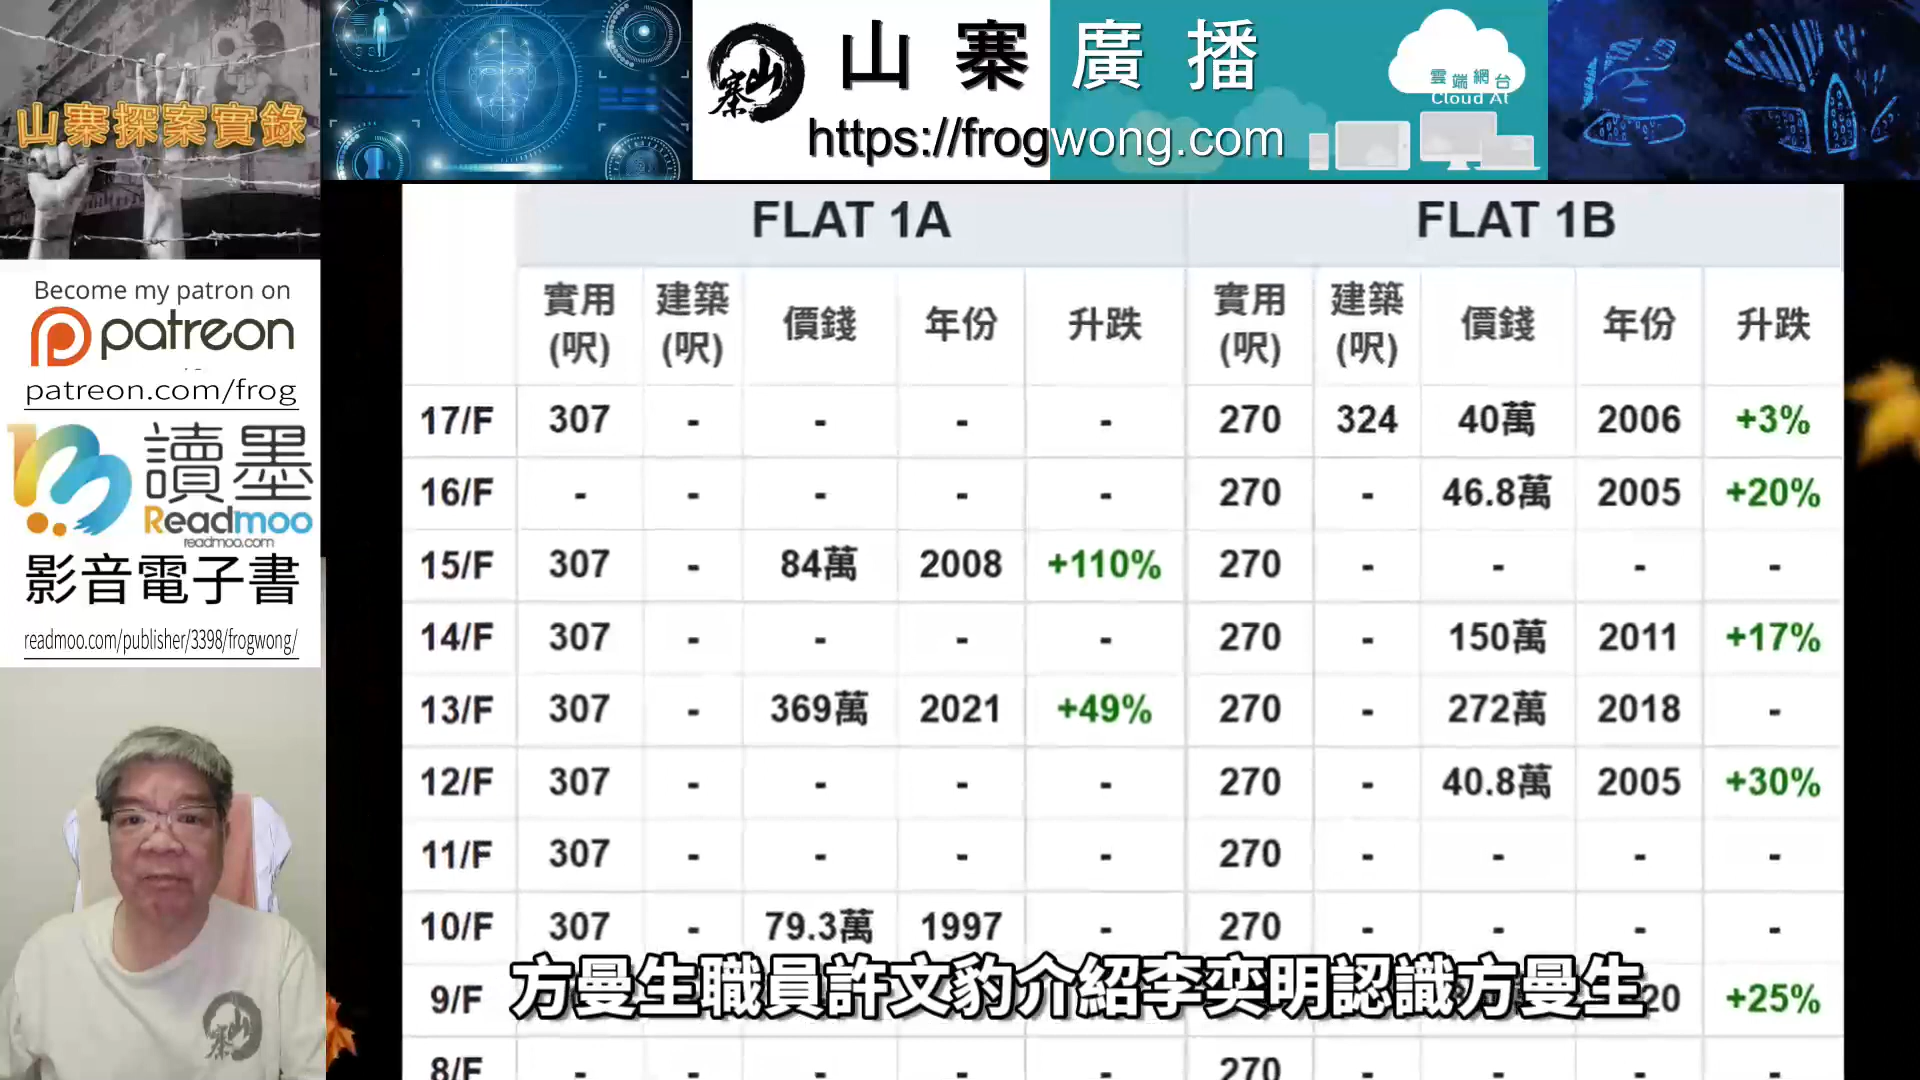 山寨探案實錄
山寨廣播
https://frogwong.com
雲端網台
Cloud AI
Become my patron on
patreon
patreon.com/frog
讀墨
Readmoo
readmoo.com
影音電子書
readmoo.com/publisher/3398/frogwong/
FLAT 1A FLAT 1B
實用(呎) 建築(呎) 價錢 年份 升跌 實用(呎) 建築(呎) 價錢 年份 升跌
17/F 307 - - - - 270 324 40萬 2006 +3%
16/F - - - - - 270 - 46.8萬 2005 +20%
15/F 307 - 84萬 2008 +110% 270 - - - -
14/F 307 - - - - 270 - 150萬 2011 +17%
13/F 307 - 369萬 2021 +49% 270 - 272萬 2018 -
12/F 307 - - - - 270 - 40.8萬 2005 +30%
11/F 307 - - - - 270 - - - -
10/F 307 - 79.3萬 1997 - 270 - - - -
9/F 20 +25%
方曼生職員許文豹介紹李奕明認識方曼生
8/F - - - - - 270 - - - -